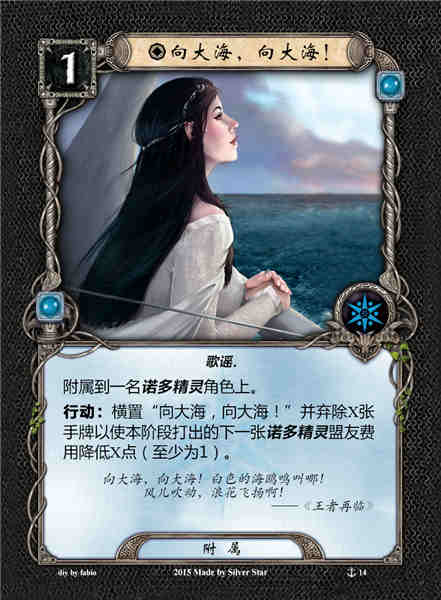 1
向大海，向大海！
歌谣.
附属到一名诺多精灵角色上。
行动：横置“向大海，向大海！”并弃除X张
手牌以使本阶段打出的下一张诺多精灵盟友费
用降低X点（至少为1）。
向大海，向大海！白色的海鸥鸣叫哪！
风儿吹动，浪花飞扬啊！
——《王者再临》
附 属
diy by fabio
2015 Made by Silver Star
14